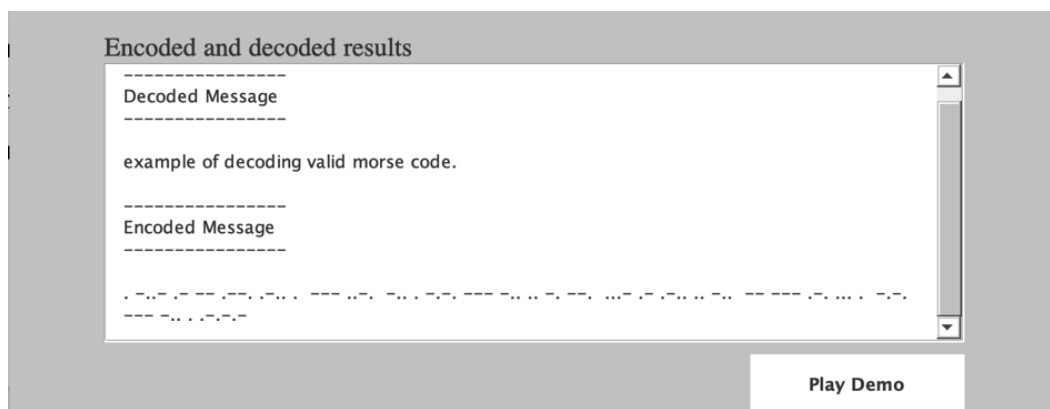 Encoded and decoded results
----------------
Decoded Message
----------------
example of decoding valid morse code.
----------------
Encoded Message
----------------
. -..- .- -- .--. .-.. .  --- ..-.  -.. . -.-. --- -.. .. -. --.  ...- .- .-.. .. -..  -- --- .-. ... .  -.-.
--- -.. . .-.-.-
Play Demo